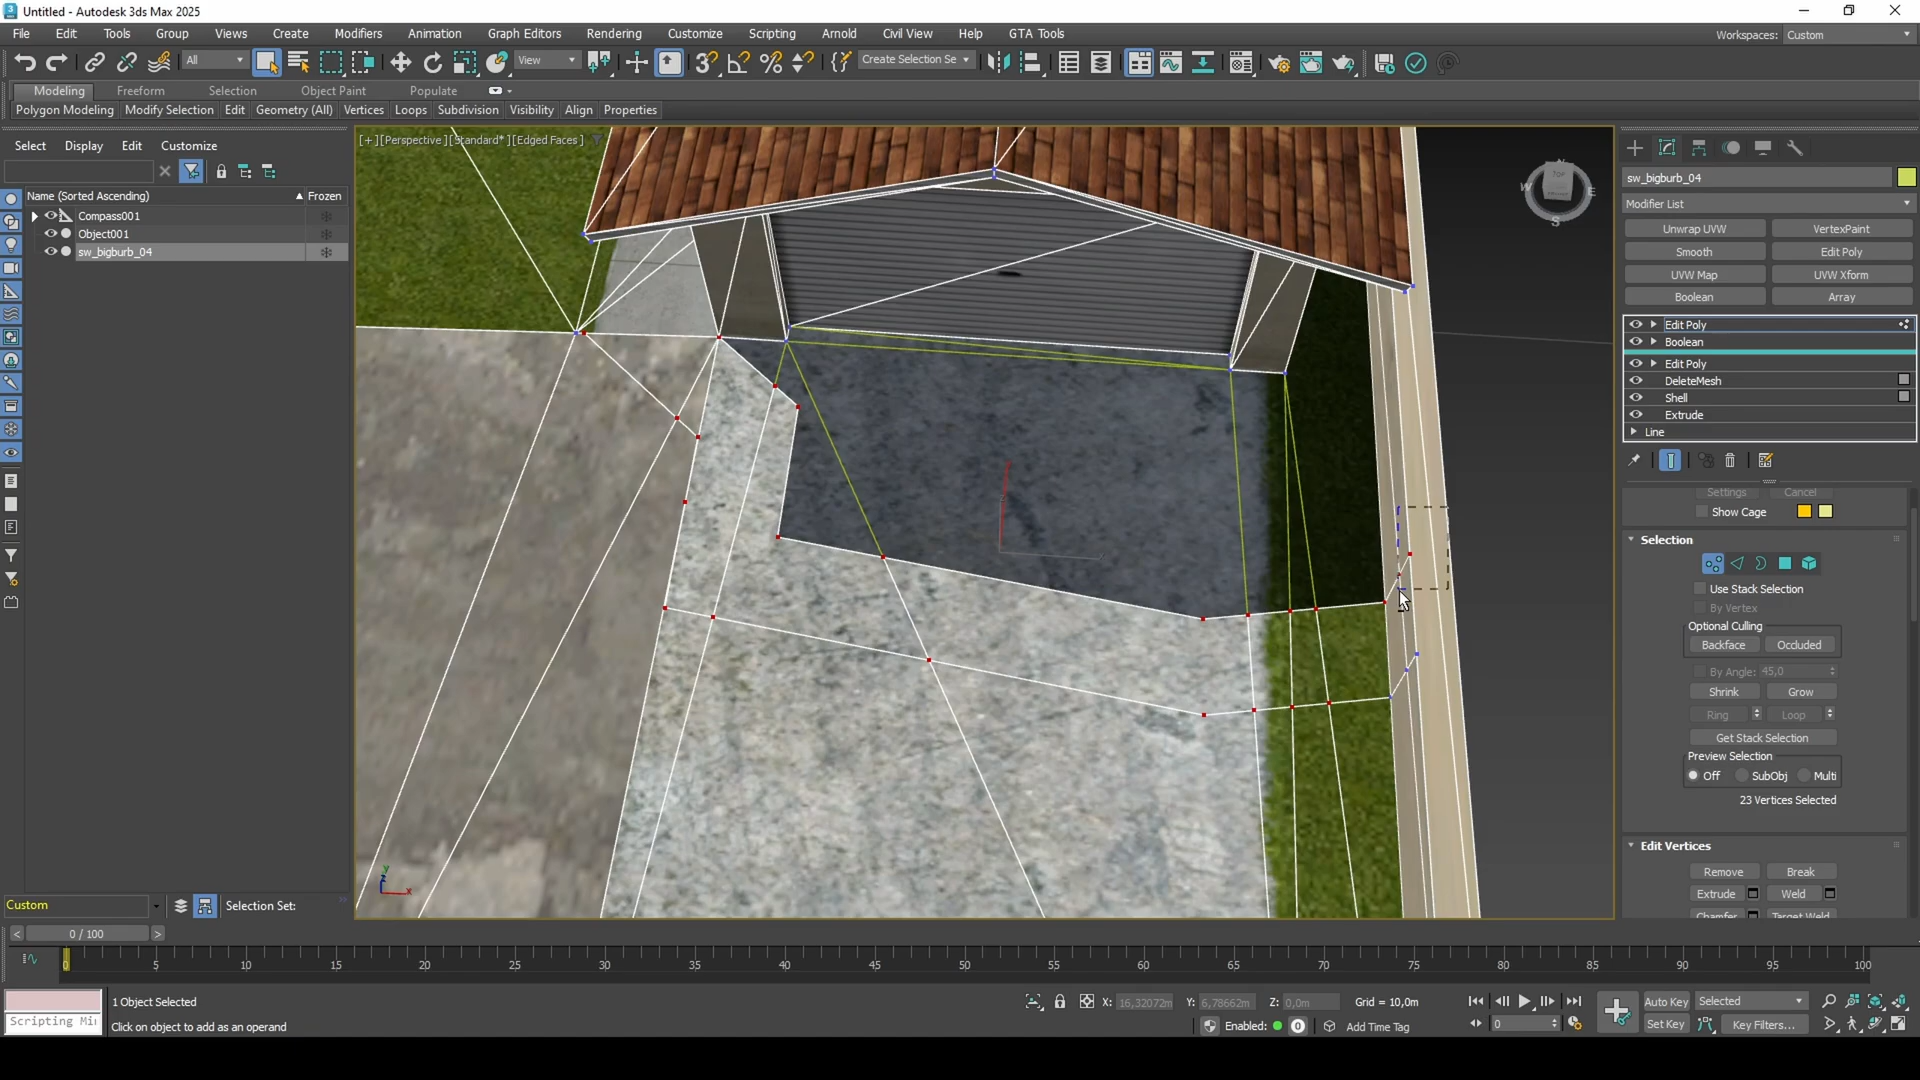 Untitled - Autodesk 3ds Max 2025
File Edit Tools Group Views Create Modifiers Animation Graph Editors Rendering Customize Scripting Arnold Civil View Help GTA Tools
Workspaces: Custom
All View Create Selection Se
Modeling Freeform Selection Object Paint Populate
Polygon Modeling Modify Selection Edit Geometry (All) Vertices Loops Subdivision Visibility Align Properties
Select Display Edit Customize
Name (Sorted Ascending) Frozen
Compass001
Object001
sw_bigburb_04
[+][Perspective][Standard*][Edged Faces]
W TOP E
S
sw_bigburb_04
Modifier List
Unwrap UVW VertexPaint
Smooth Edit Poly
UVW Map UVW Xform
Boolean Array
Edit Poly
Boolean
Edit Poly
DeleteMesh
Shell
Extrude
Line
Settings Cancel
Show Cage
Selection
Use Stack Selection
By Vertex
Optional Culling
Backface Occluded
By Angle: 45,0
Shrink Grow
Ring Loop
Get Stack Selection
Preview Selection
Off SubObj Multi
23 Vertices Selected
Edit Vertices
Remove Break
Extrude Weld
Chamfer Target Weld
z y x
Custom Selection Set:
< 0 / 100 >
0 5 10 15 20 25 30 35 40 45 50 55 60 65 70 75 80 85 90 95 100
1 Object Selected X: 16,32072m Y: 6,78662m Z: 0,0m Grid = 10,0m Auto Key Selected
Scripting Mi Click on object to add as an operand Enabled: 0 Add Time Tag 0 Set Key Key Filters...